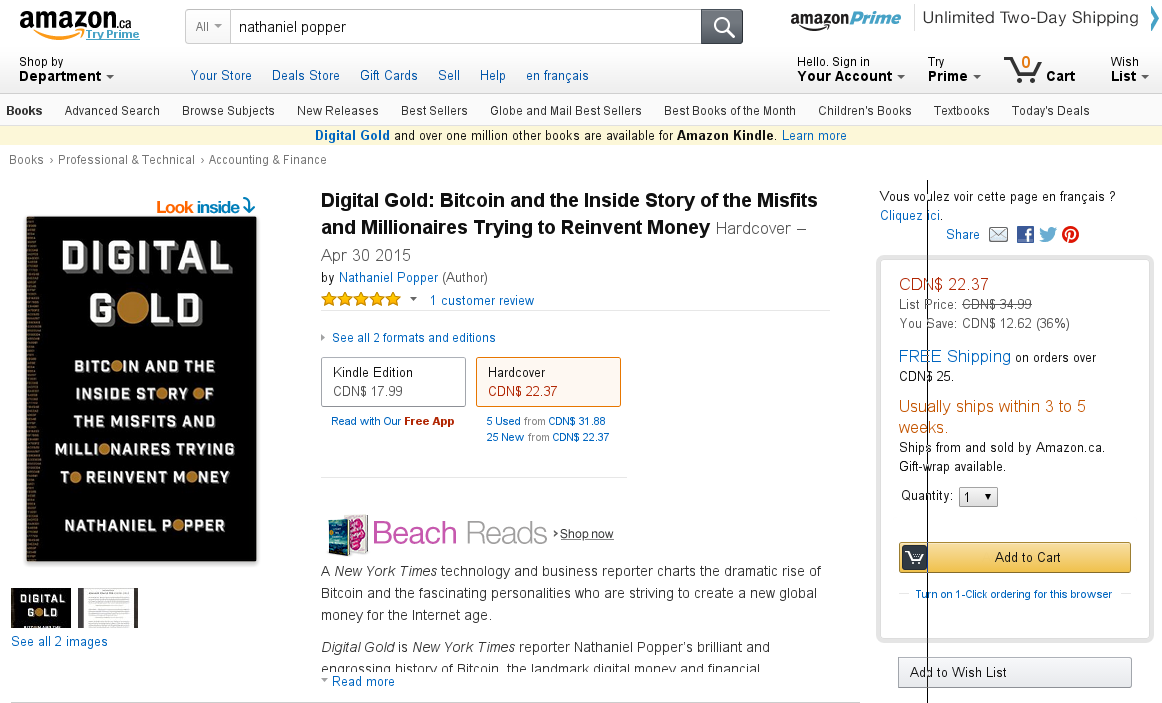 amazon.ca
Try Prime
All
nathaniel popper
amazonPrime
Unlimited Two-Day Shipping
Shop by
Department
Your Store
Deals Store
Gift Cards
Sell
Help
en français
Hello. Sign in
Your Account
Try
Prime
0
Cart
Wish
List
Books
Advanced Search
Browse Subjects
New Releases
Best Sellers
Globe and Mail Best Sellers
Best Books of the Month
Children's Books
Textbooks
Today's Deals
Digital Gold and over one million other books are available for Amazon Kindle. Learn more
Books › Professional & Technical › Accounting & Finance
Look inside
DIGITAL
GOLD
BITCOIN AND THE
INSIDE STORY OF
THE MISFITS AND
MILLIONAIRES TRYING
TO REINVENT MONEY
NATHANIEL POPPER
DIGITAL
GOLD
BITCOIN AND THE
See all 2 images
Digital Gold: Bitcoin and the Inside Story of the Misfits
and Millionaires Trying to Reinvent Money Hardcover –
Apr 30 2015
by Nathaniel Popper (Author)
1 customer review
See all 2 formats and editions
Kindle Edition
CDN$ 17.99
Hardcover
CDN$ 22.37
Read with Our Free App
5 Used from CDN$ 31.88
25 New from CDN$ 22.37
Beach Reads
›Shop now
A New York Times technology and business reporter charts the dramatic rise of
Bitcoin and the fascinating personalities who are striving to create a new global
money for the Internet age.
Digital Gold is New York Times reporter Nathaniel Popper's brilliant and
engrossing history of Bitcoin, the landmark digital money and financial
Read more
Vous voulez voir cette page en français ?
Cliquez ici.
Share
CDN$ 22.37
List Price: CDN$ 34.99
You Save: CDN$ 12.62 (36%)
FREE Shipping on orders over
CDN$ 25.
Usually ships within 3 to 5
weeks.
Ships from and sold by Amazon.ca.
Gift-wrap available.
Quantity: 1
Add to Cart
Turn on 1-Click ordering for this browser
Add to Wish List